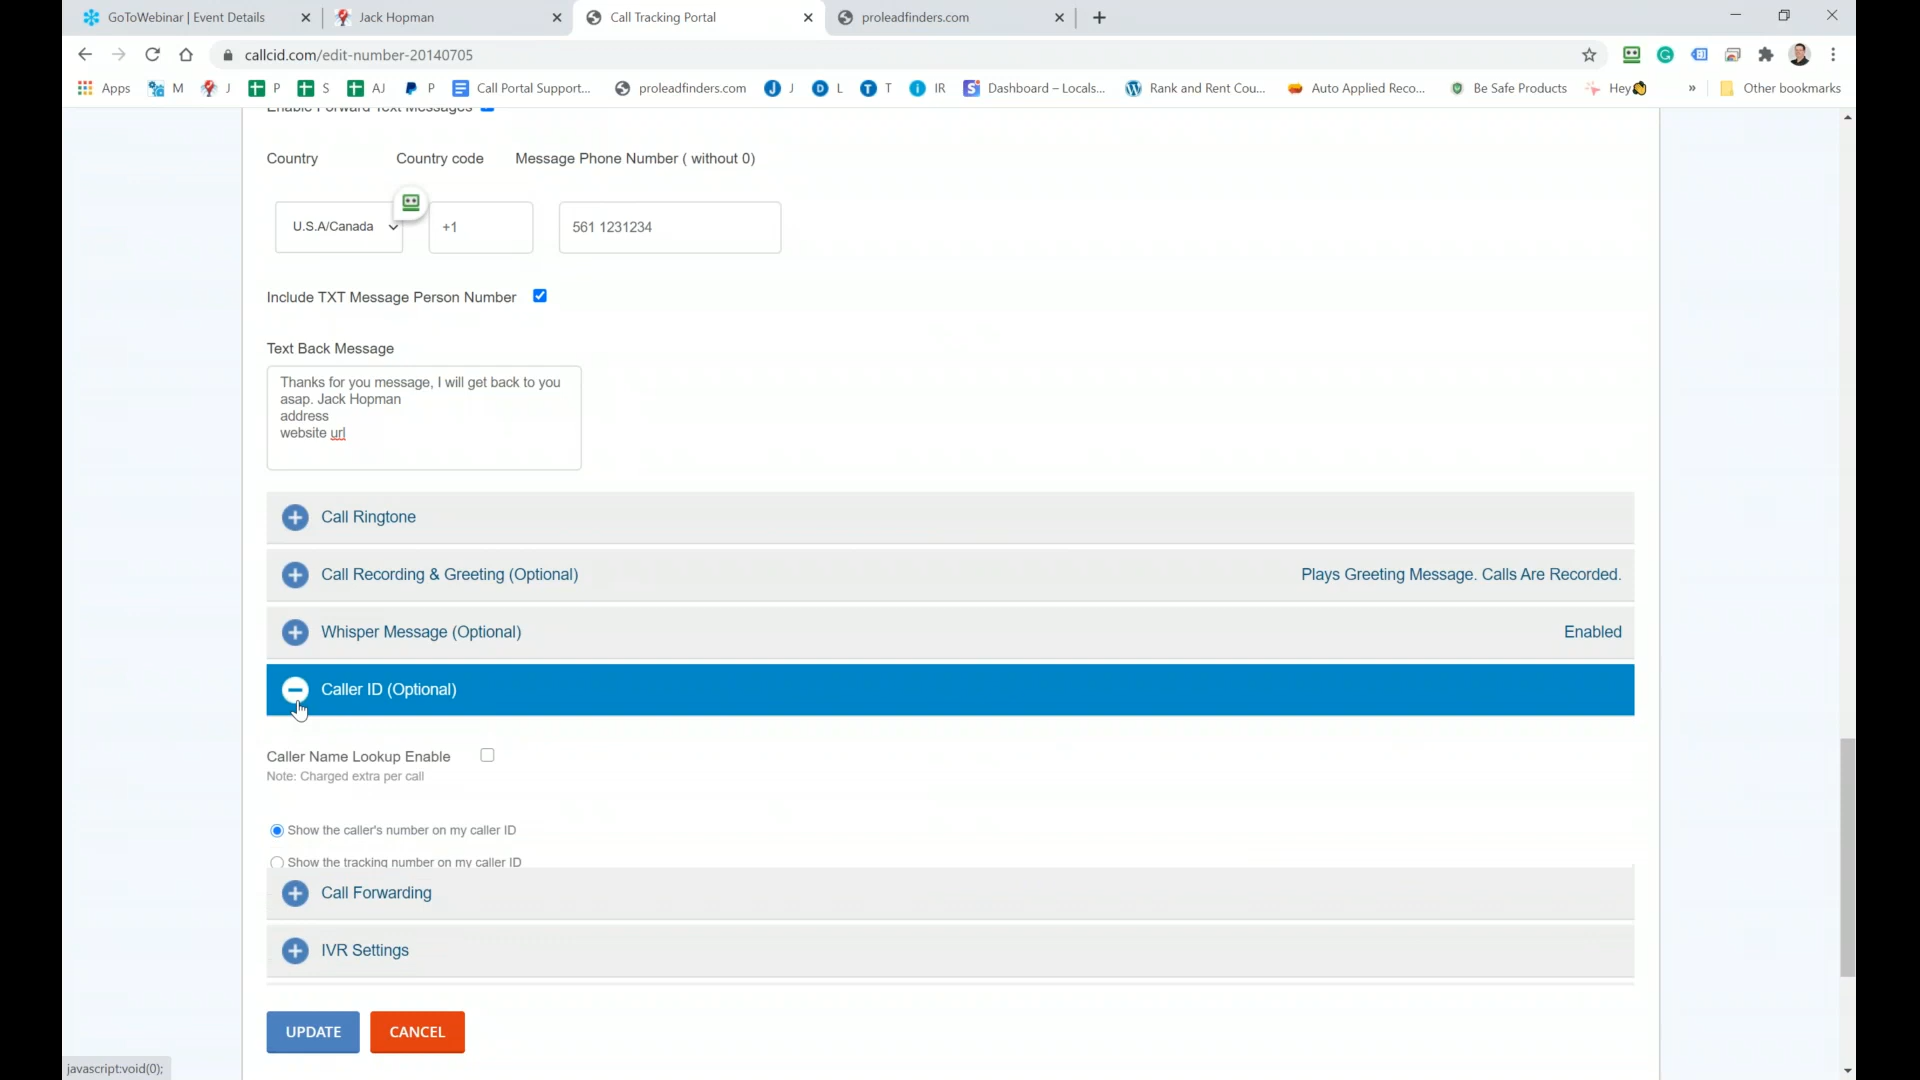 GoToWebinar | Event Details
Jack Hopman
Call Tracking Portal
proleadfinders.com
callcid.com/edit-number-20140705
Apps
M
J
P
S
AJ
P
Call Portal Support...
proleadfinders.com
J
L
T
IR
Dashboard – Locals...
Rank and Rent Cou...
Auto Applied Reco...
Be Safe Products
Hey
»
Other bookmarks
Enable Forward Text Messages
Country
Country code
Message Phone Number ( without 0)
U.S.A/Canada
+1
561 1231234
Include TXT Message Person Number
Text Back Message
Thanks for you message, I will get back to you
asap. Jack Hopman
address
website url
Call Ringtone
Call Recording & Greeting (Optional)
Plays Greeting Message. Calls Are Recorded.
Whisper Message (Optional)
Enabled
Caller ID (Optional)
Caller Name Lookup Enable
Note: Charged extra per call
Show the caller's number on my caller ID
Show the tracking number on my caller ID
Call Forwarding
IVR Settings
UPDATE
CANCEL
javascript:void(0);